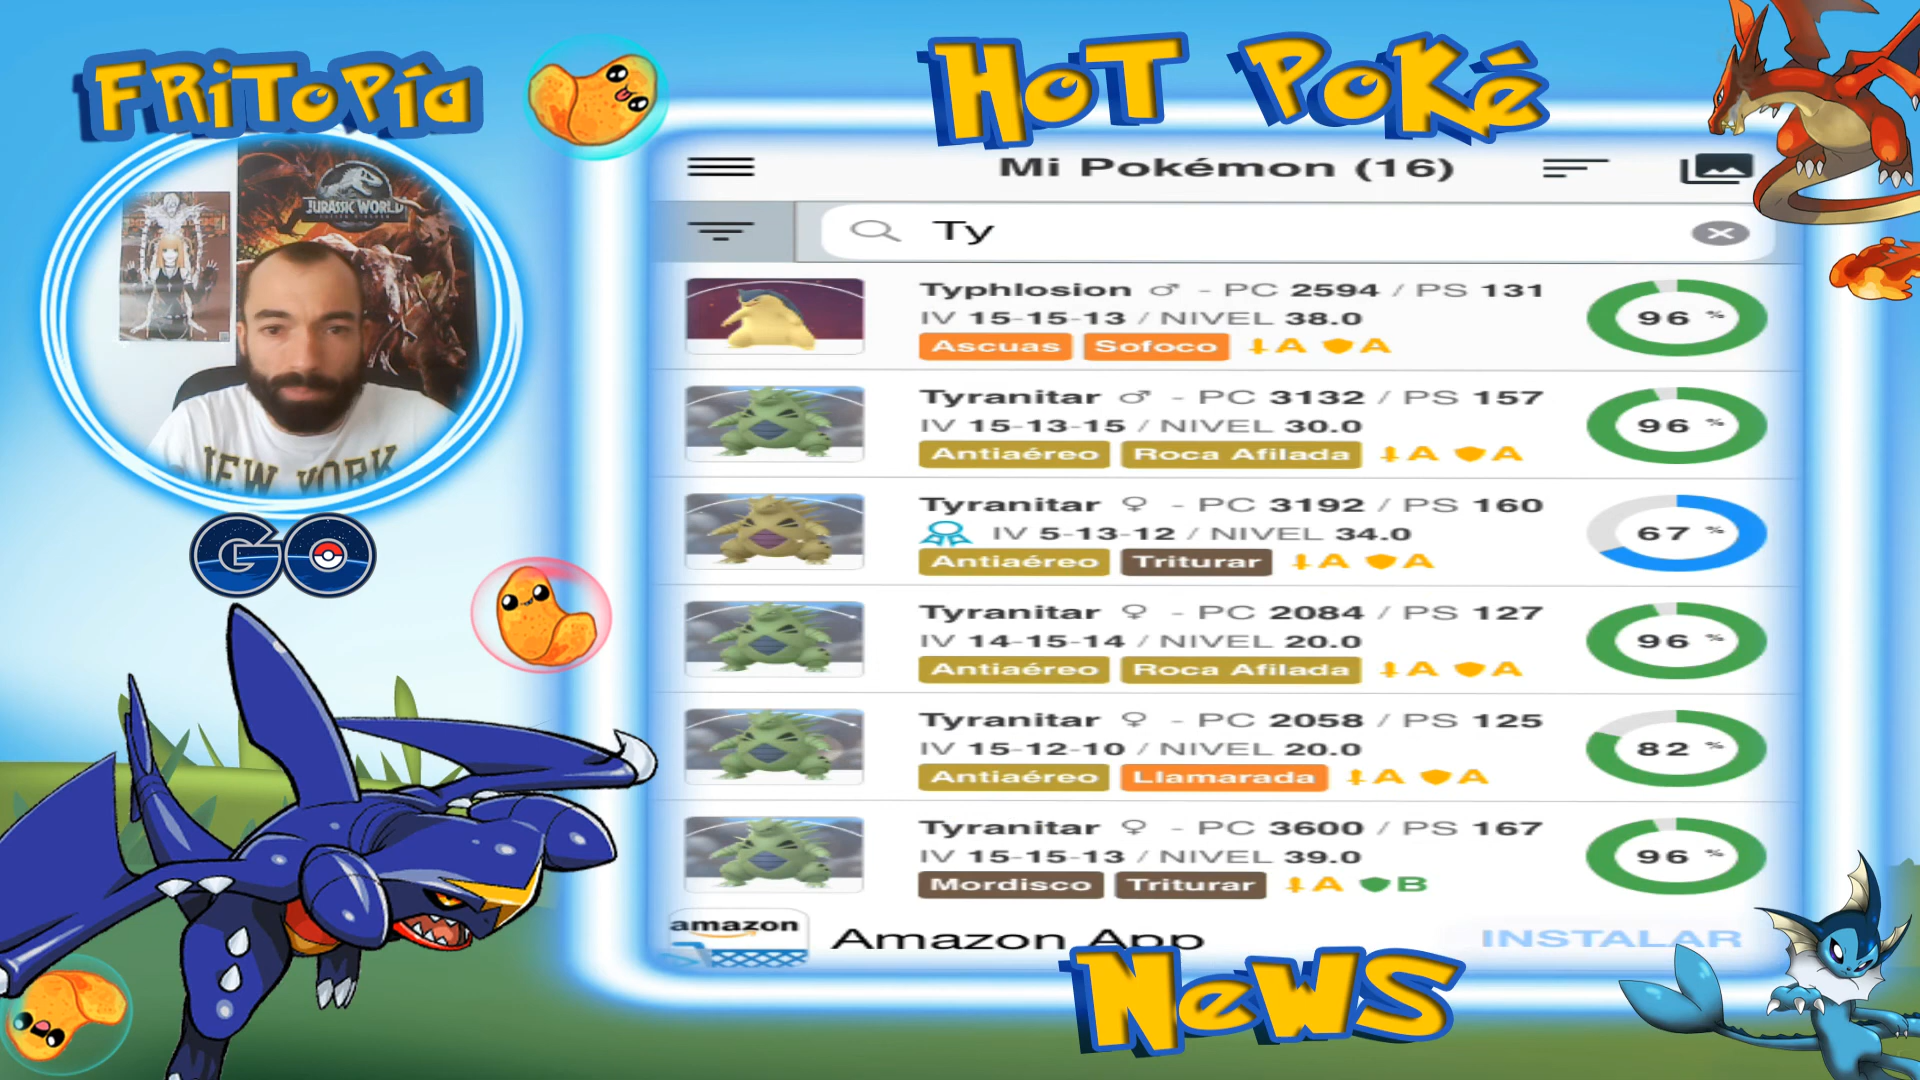 FRiToPía
HoT PoKé
JURASSIC WORLD
NEW YORK
GO
Mi Pokémon (16)
Ty
Typhlosion ♂ - PC 2594 / PS 131
IV 15-15-13 / NIVEL 38.0
96 %
Ascuas Sofoco A A
Tyranitar ♂ - PC 3132 / PS 157
IV 15-13-15 / NIVEL 30.0
96 %
Antiaéreo Roca Afilada A A
Tyranitar ♀ - PC 3192 / PS 160
IV 5-13-12 / NIVEL 34.0
67 %
Antiaéreo Triturar A A
Tyranitar ♀ - PC 2084 / PS 127
IV 14-15-14 / NIVEL 20.0
96 %
Antiaéreo Roca Afilada A A
Tyranitar ♀ - PC 2058 / PS 125
IV 15-12-10 / NIVEL 20.0
82 %
Antiaéreo Llamarada A A
Tyranitar ♀ - PC 3600 / PS 167
IV 15-15-13 / NIVEL 39.0
96 %
Mordisco Triturar A B
amazon
Amazon App
INSTALAR
NeWS